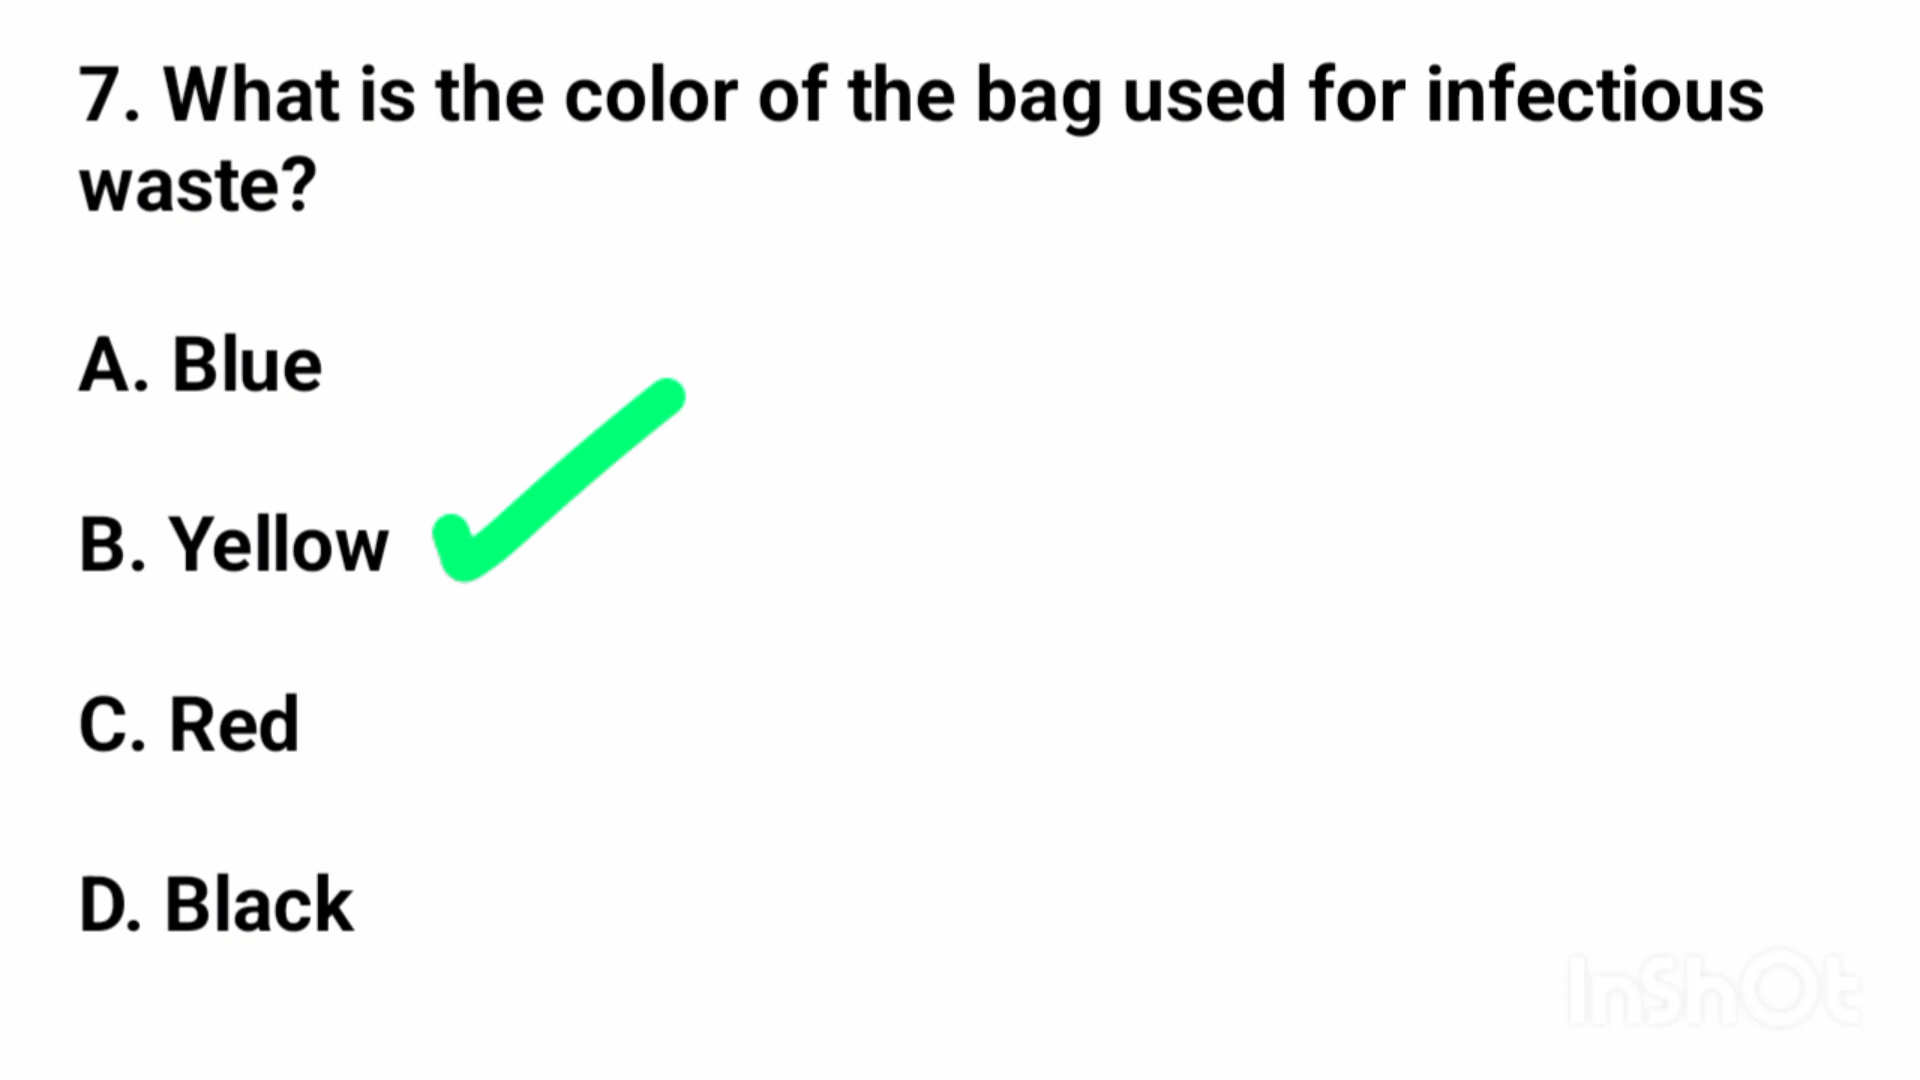 7. What is the color of the bag used for infectious
waste?
A. Blue
B. Yellow
C. Red
D. Black
InShOt